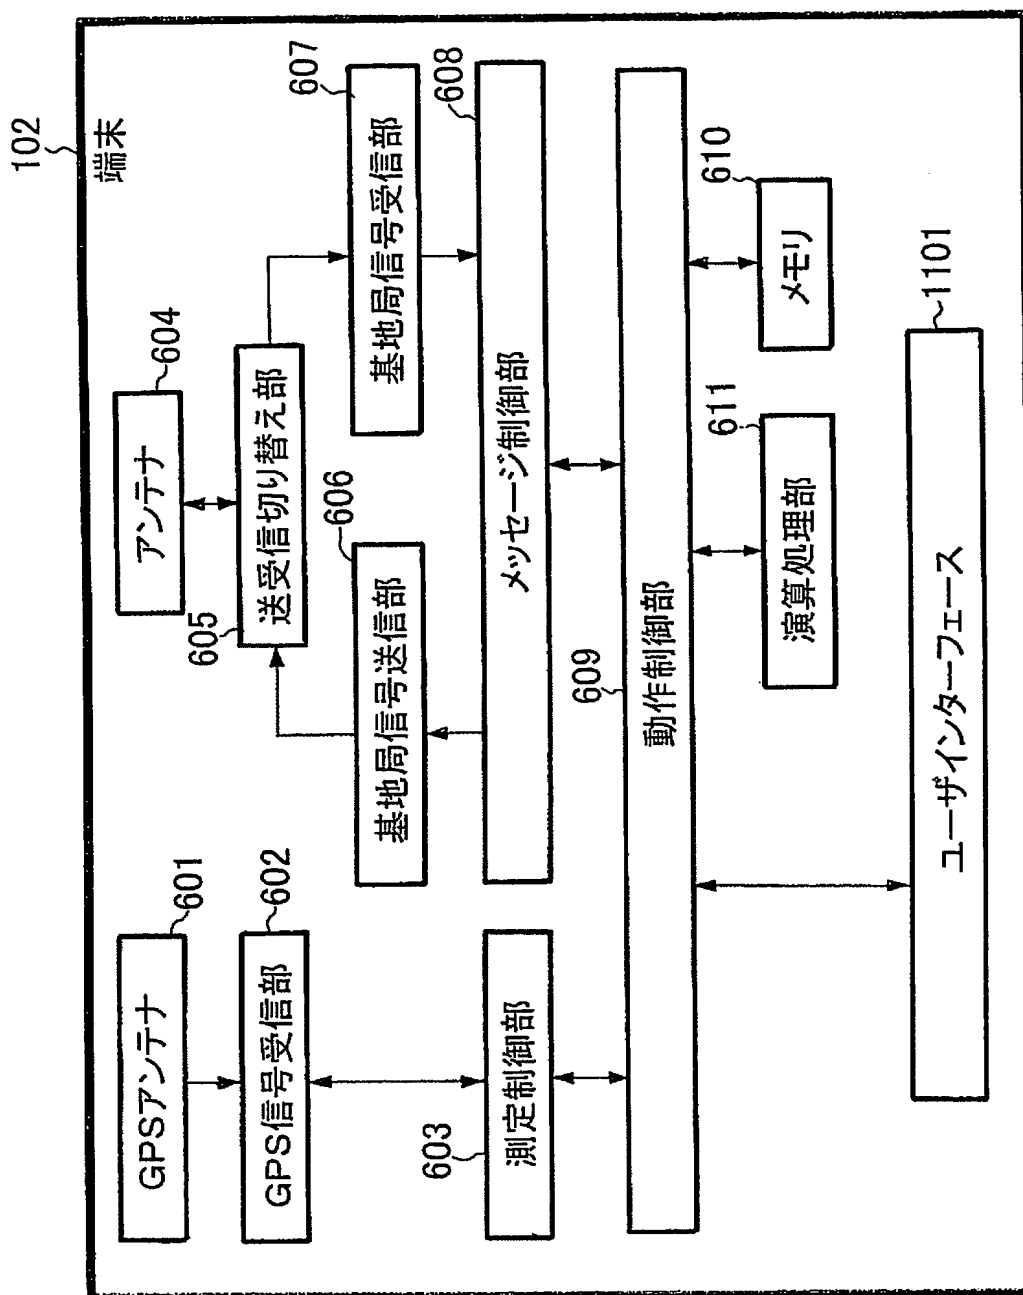 102
端末
GPSアンテナ
601
アンテナ
604
GPS信号受信部
602
605
送受信切り替え部
基地局信号送信部
606
基地局信号受信部
607
603
測定制御部
メッセージ制御部
608
609
動作制御部
演算処理部
611
メモリ
610
ユーザインターフェース
1101